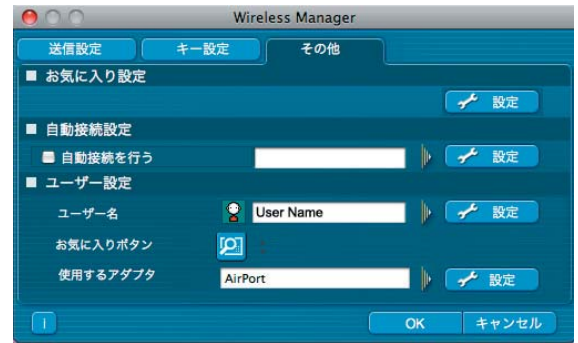 Wireless Manager
送信設定 キー設定 その他
お気に入り設定
設定
自動接続設定
自動接続を行う 設定
ユーザー設定
ユーザー名 User Name 設定
お気に入りボタン
使用するアダプタ AirPort 設定
i OK キャンセル